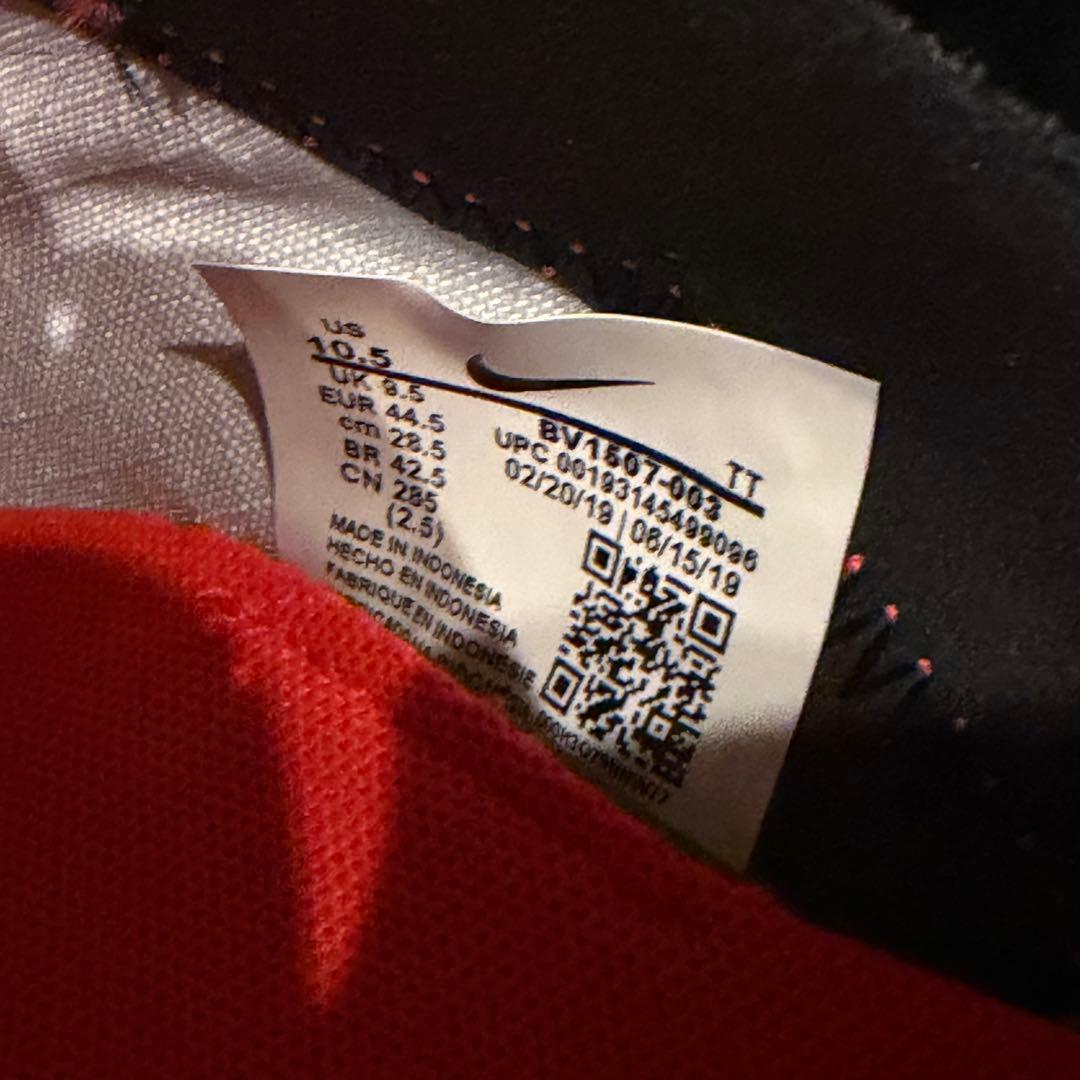 US
10.5
UK 9.5
EUR 44.5
cm 28.5
BR 42.5
CN 285
(2.5)
BV1507-003 TT
UPC 00193145499096
02/20/19 | 06/15/19
MADE IN INDONESIA
HECHO EN INDONESIA
FABRIQUE EN INDONESIE